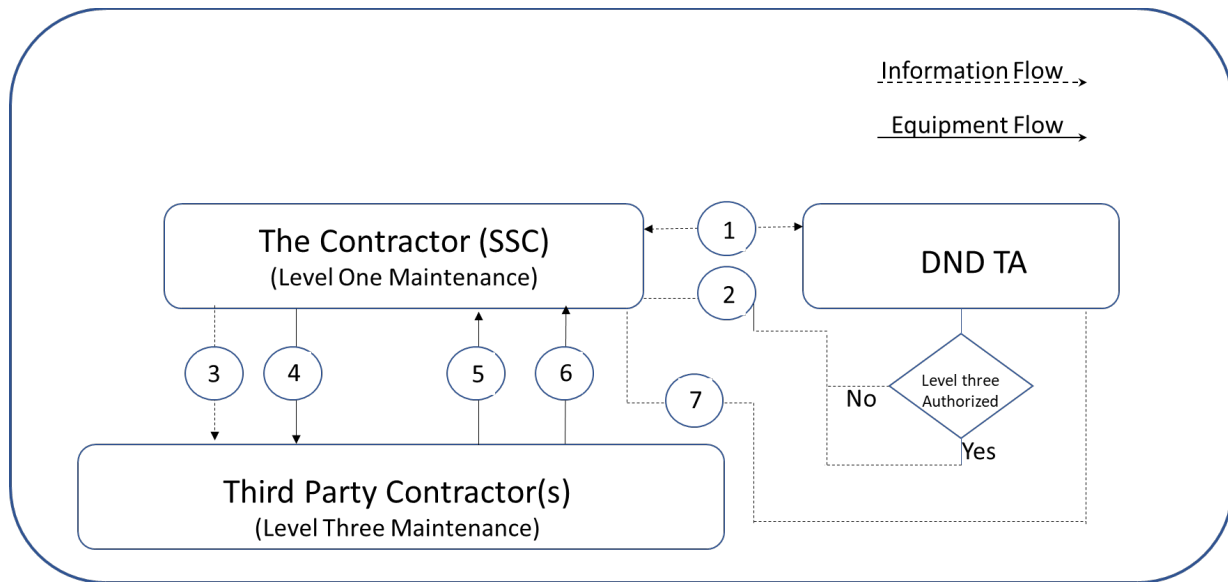 Information Flow
Equipment Flow
The Contractor (SSC)
(Level One Maintenance)
1
DND TA
2
3
4
5
6
7
Level three
Authorized
No
Yes
Third Party Contractor(s)
(Level Three Maintenance)